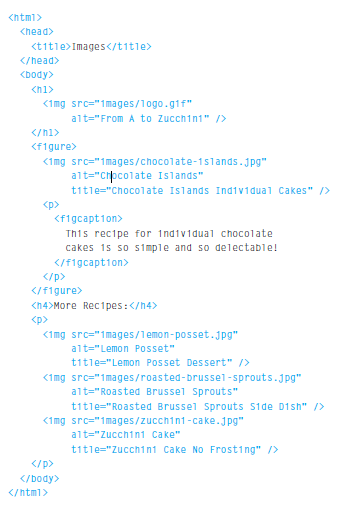 <html>
<head>
<title>Images</title>
</head>
<body>
<h1>
<img src="images/logo.gif"
alt="From A to Zucchini" />
</h1>
<figure>
<img src="images/chocolate-islands.jpg"
alt="Chocolate Islands"
title="Chocolate Islands Individual Cakes" />
<p>
<figcaption>
This recipe for individual chocolate
cakes is so simple and so delectable!
</figcaption>
</p>
</figure>
<h4>More Recipes:</h4>
<p>
<img src="images/lemon-posset.jpg"
alt="Lemon Posset"
title="Lemon Posset Dessert" />
<img src="images/roasted-brussel-sprouts.jpg"
alt="Roasted Brussel Sprouts"
title="Roasted Brussel Sprouts Side Dish" />
<img src="images/zucchini-cake.jpg"
alt="Zucchini Cake"
title="Zucchini Cake No Frosting" />
</p>
</body>
</html>